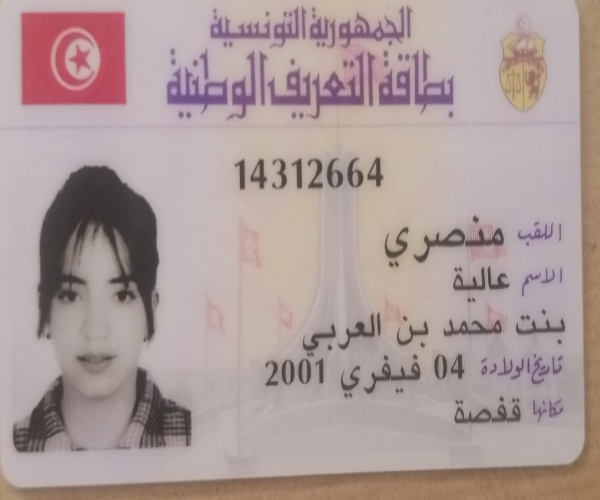 الجمهورية التونسية
بطاقة التعريف الوطنية
14312664
اللقب منصري
الاسم عالية
بنت محمد بن العربي
تاريخ الولادة 04 فيفري 2001
مكانها قفصة